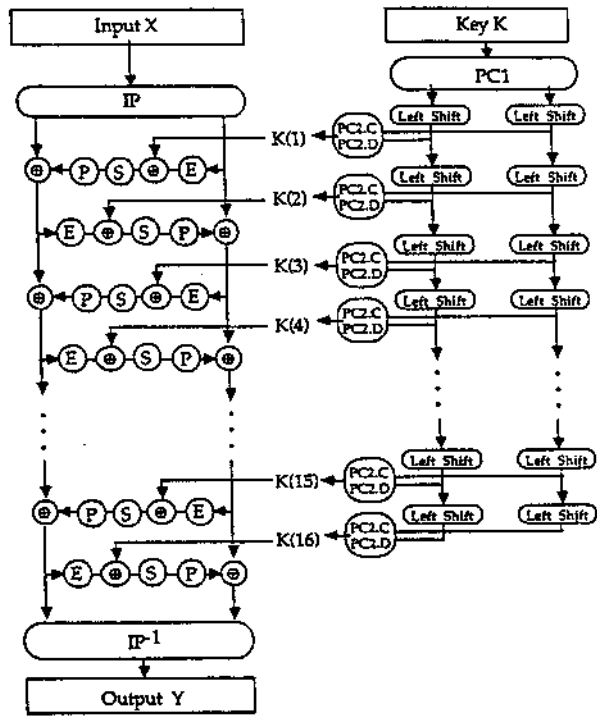 Input X
Key K
IP
PC1
Left Shift Left Shift
K(1) PC2.C
PC2.D
⊕ P S ⊕ E
Left Shift Left Shift
K(2) PC2.C
PC2.D
E ⊕ S P ⊕
Left Shift Left Shift
K(3) PC2.C
PC2.D
⊕ P S ⊕ E
Left Shift Left Shift
K(4) PC2.C
PC2.D
E ⊕ S P ⊕
Left Shift Left Shift
K(15) PC2.C
PC2.D
⊕ P S ⊕ E
Left Shift Left Shift
K(16) PC2.C
PC2.D
E ⊕ S P ⊕
IP-1
Output Y